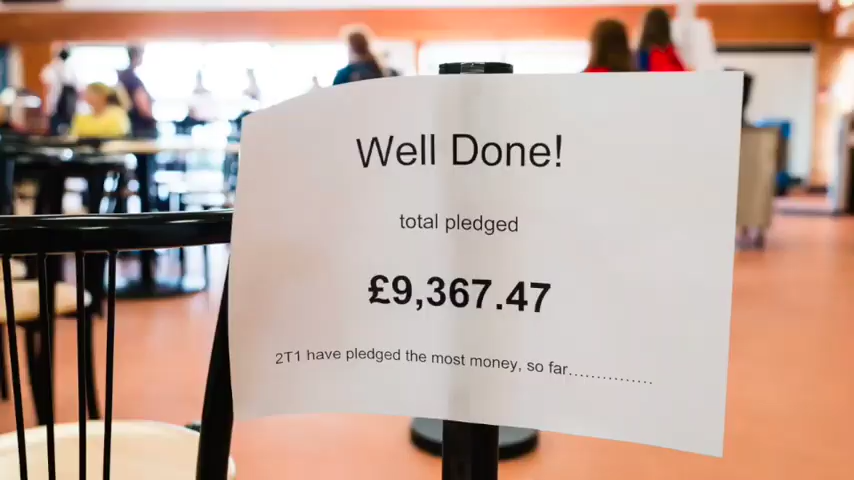 Well Done!
total pledged
£9,367.47
2T1 have pledged the most money, so far……………